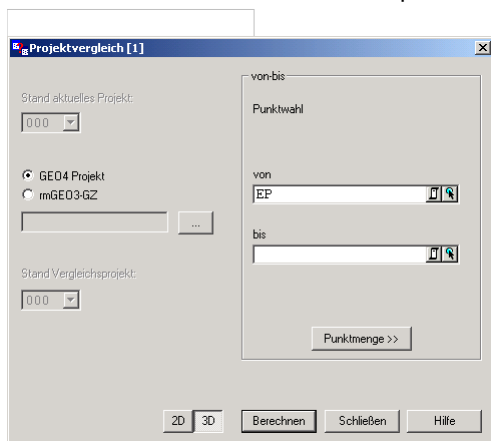 Projektvergleich [1]
Stand aktuelles Projekt:
000
GEO4 Projekt
rmGEO3-GZ
...
Stand Vergleichsprojekt:
000
von-bis
Punktwahl
von
EP
bis
Punktmenge >>
2D 3D Berechnen Schließen Hilfe